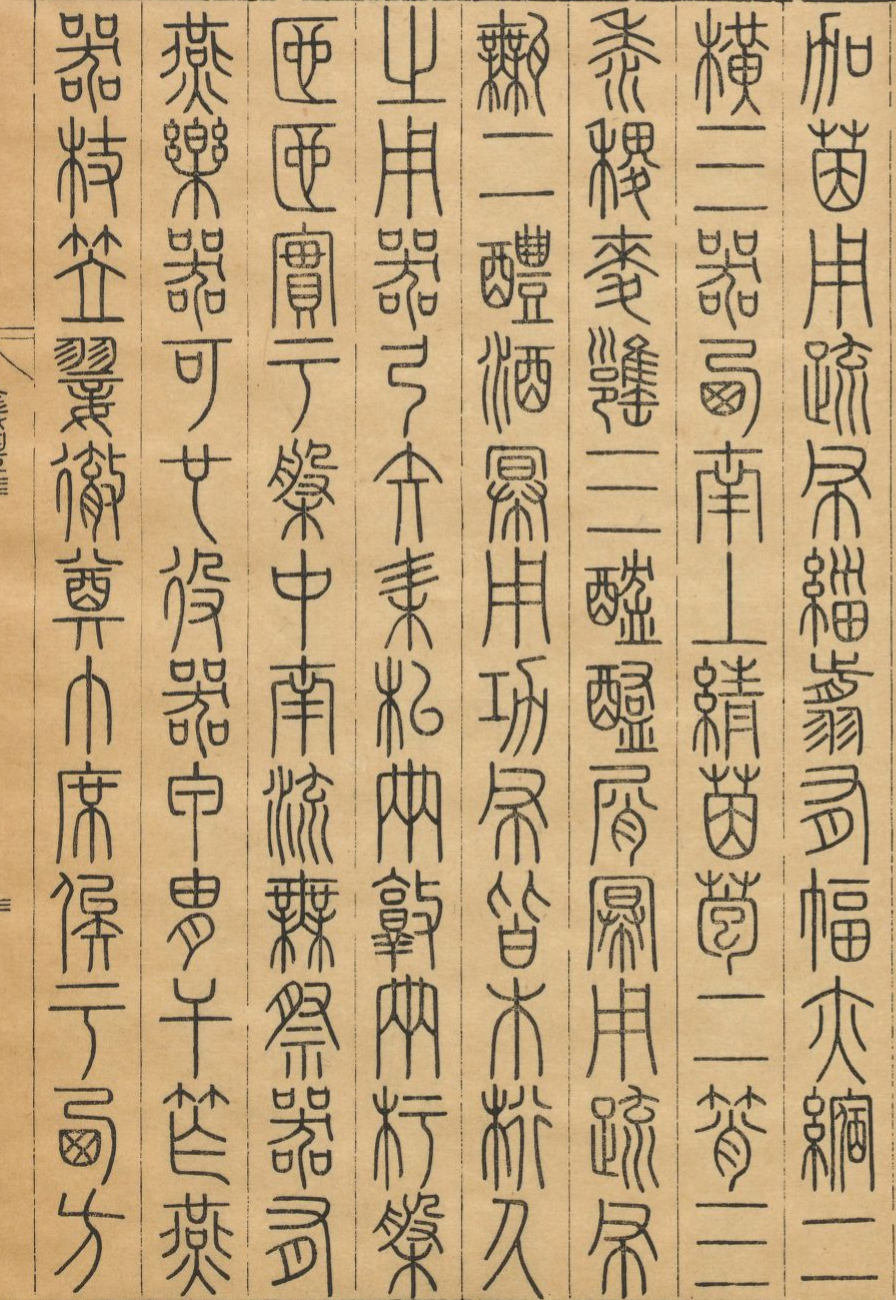 加茵用疏布緇翦有幅亦縮二
橫三器西南上綪茵苞二筲三
黍稷麥罋三醯醢屑冪用疏布
甒二醴酒冪用功布皆木桁久
之用器弓矢耒耜兩敦兩杅槃
匜匜實于槃中南流無祭器有
燕樂器可也役器甲冑干笮燕
器杖笠翣徹奠巾席俟于西方